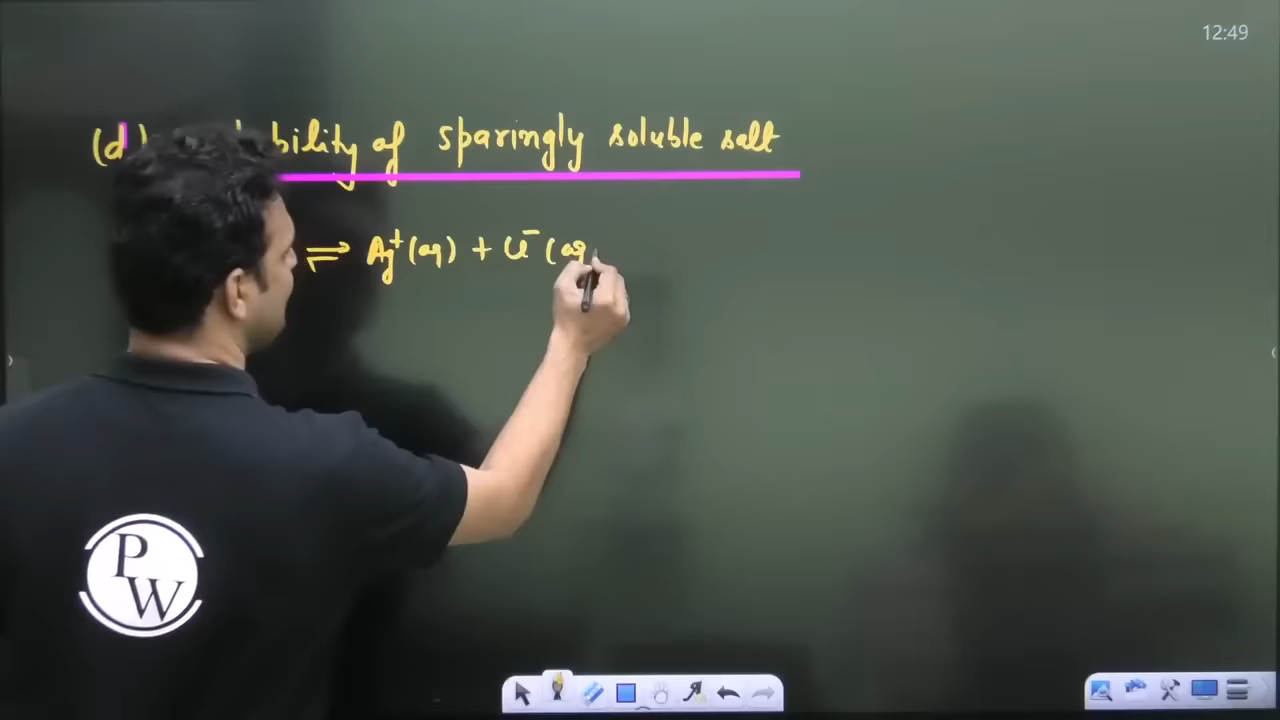 12:49
(d) bility of sparingly soluble salt
⇌ Ag⁺(aq) + Cl⁻(aq
P
W